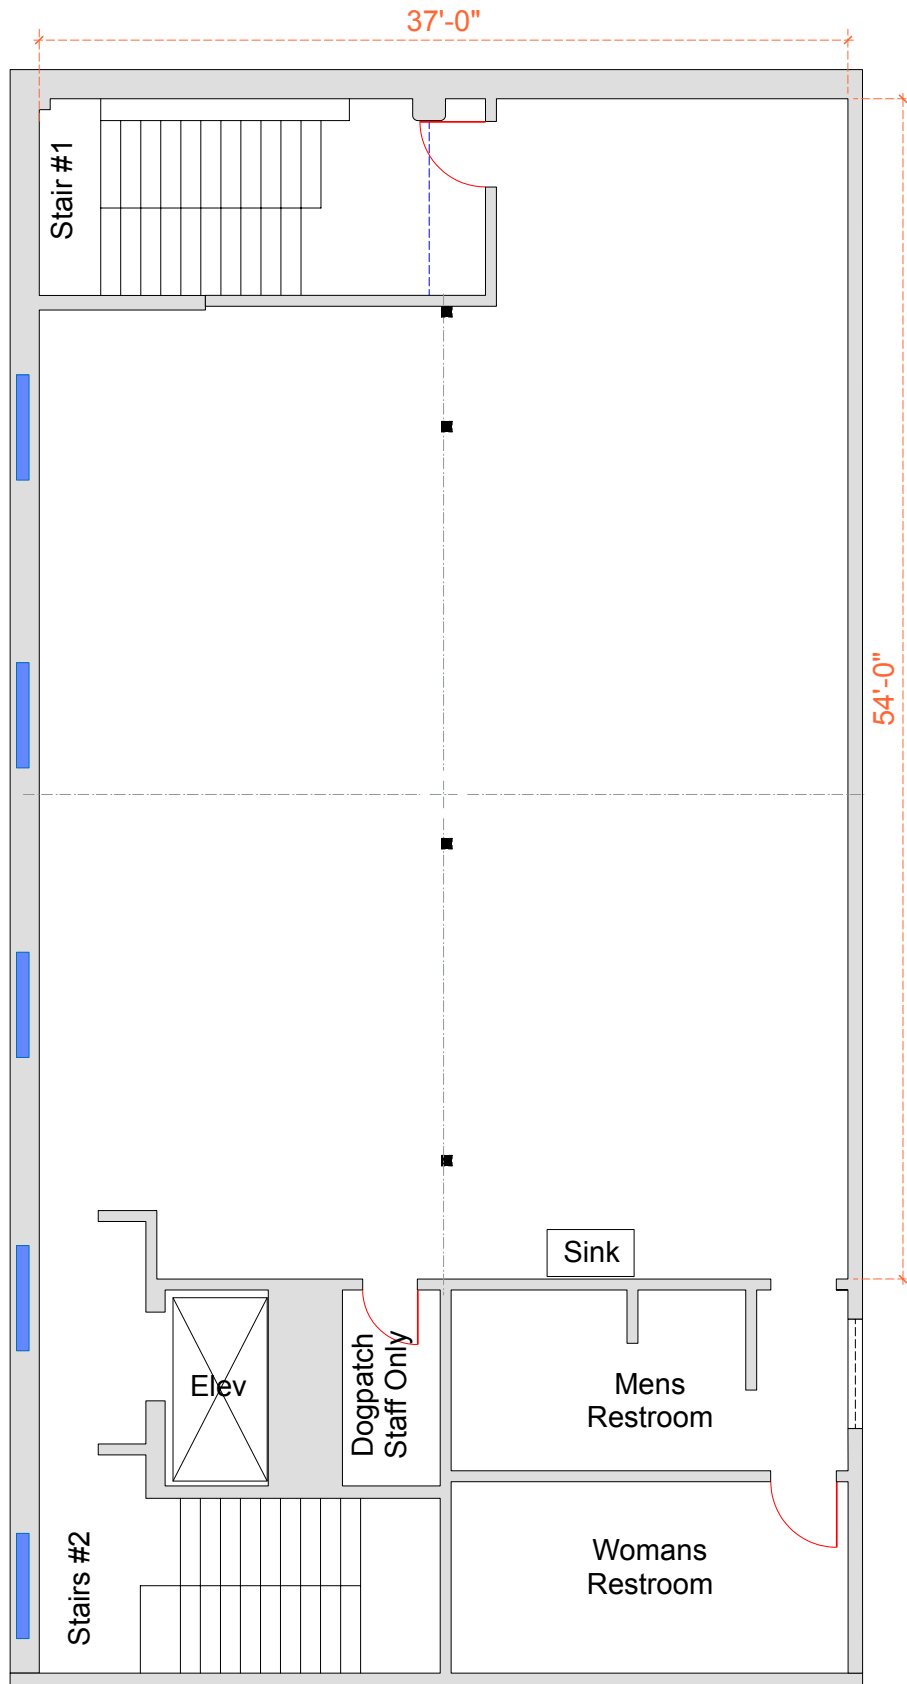 37'-0"
Stair #1
54'-0"
Sink
Elev
Dogpatch
Staff Only
Mens
Restroom
Stairs #2
Womans
Restroom